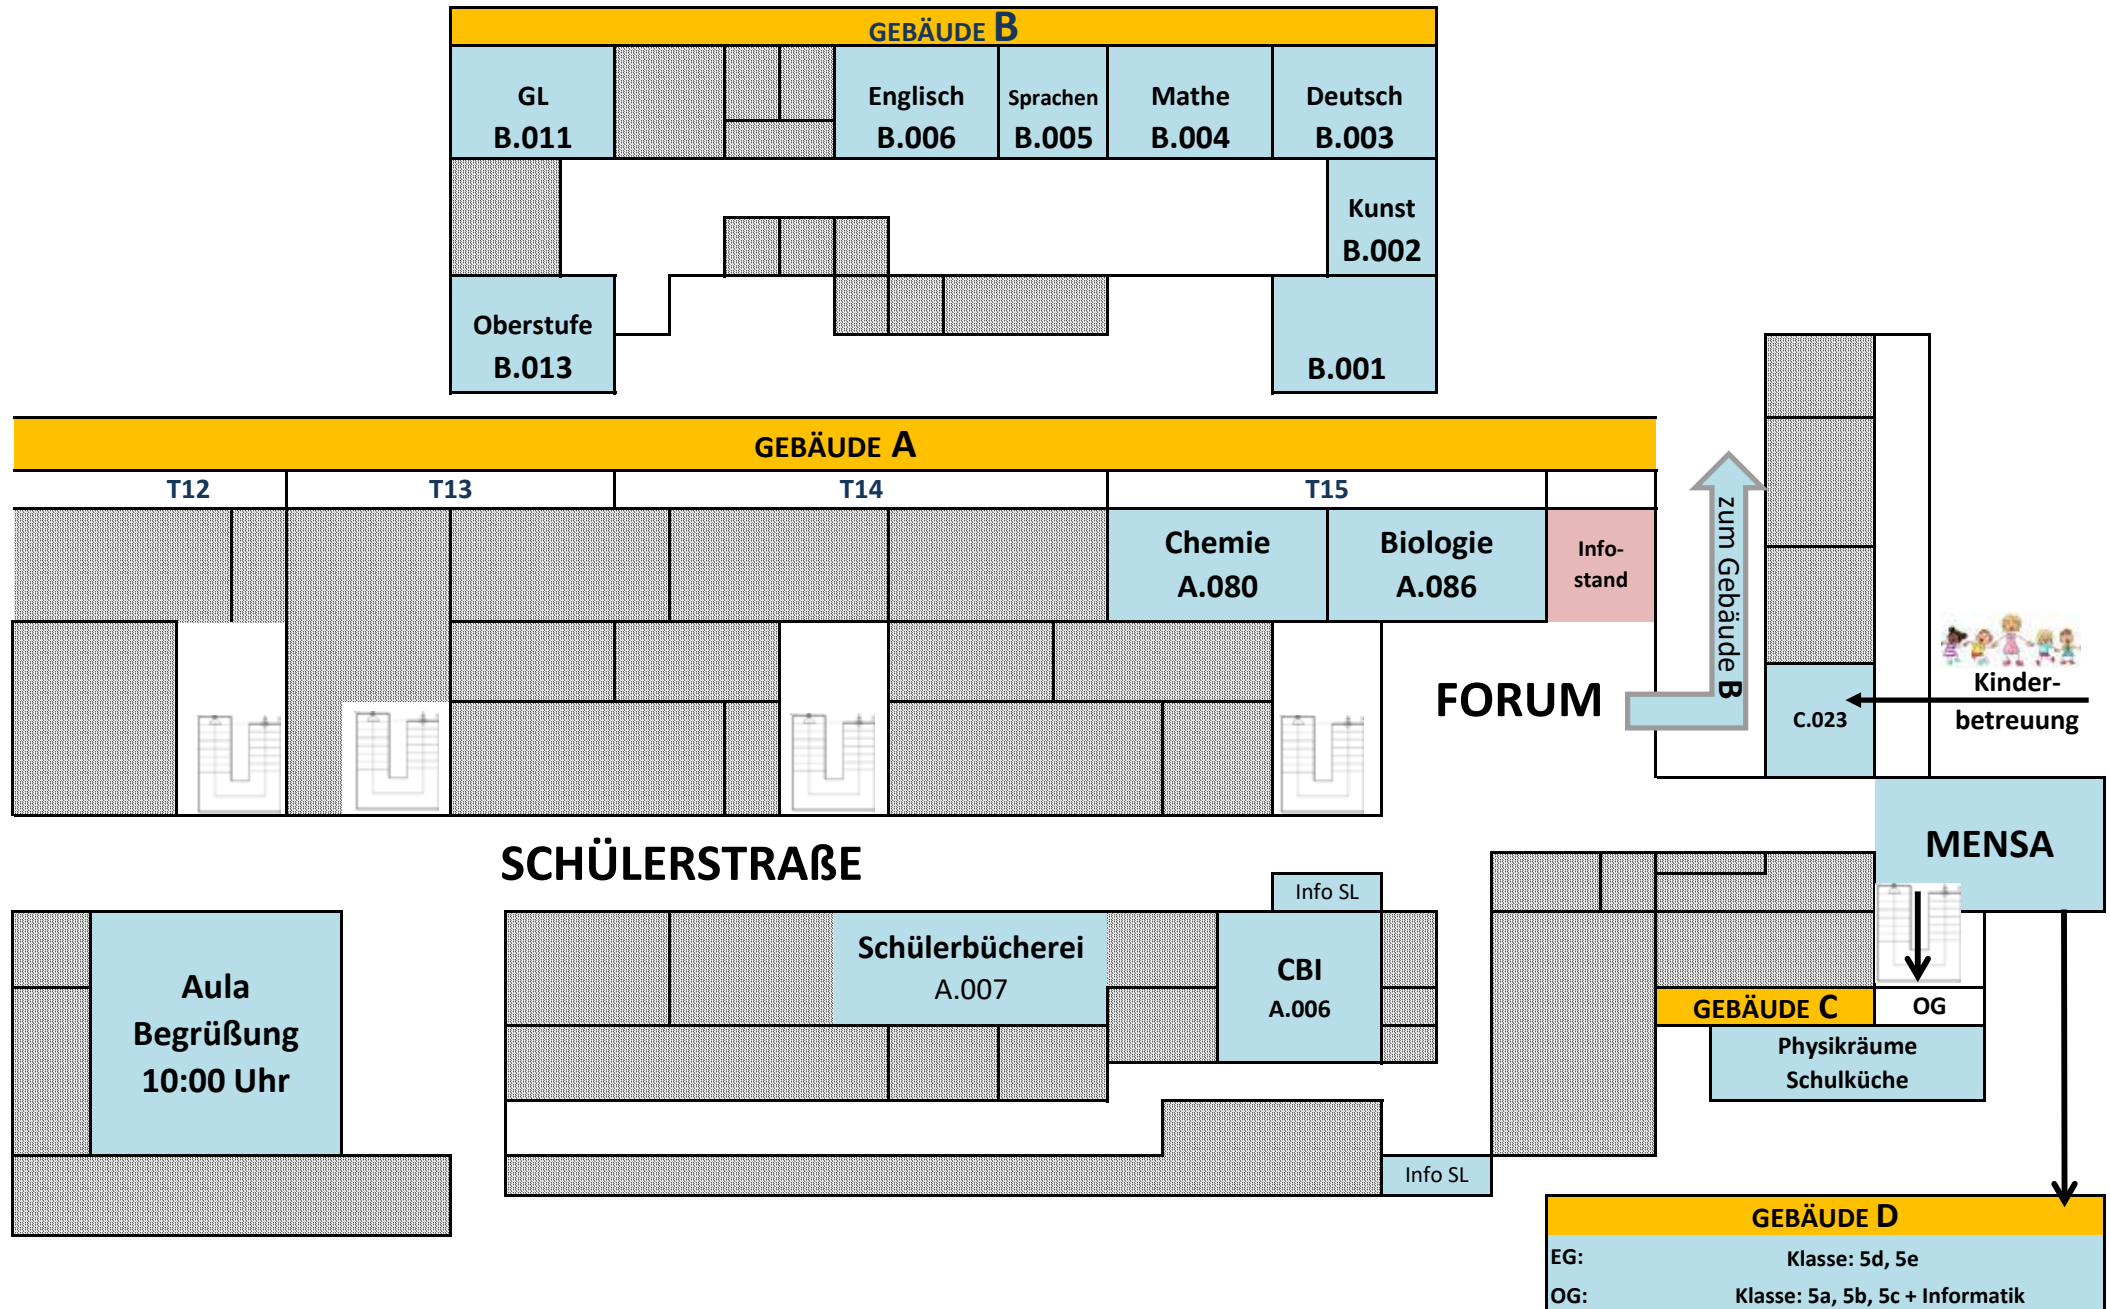 GEBÄUDE B
GL
B.011
Englisch
B.006
Sprachen
B.005
Mathe
B.004
Deutsch
B.003
Kunst
B.002
Oberstufe
B.013
B.001
GEBÄUDE A
T12
T13
T14
T15
Chemie
A.080
Biologie
A.086
Info-
stand
zum Gebäude B
FORUM
C.023
Kinder-
betreuung
MENSA
SCHÜLERSTRAßE
Info SL
Aula
Begrüßung
10:00 Uhr
Schülerbücherei
A.007
CBI
A.006
GEBÄUDE C
OG
Physikräume
Schulküche
Info SL
GEBÄUDE D
EG: Klasse: 5d, 5e
OG: Klasse: 5a, 5b, 5c + Informatik